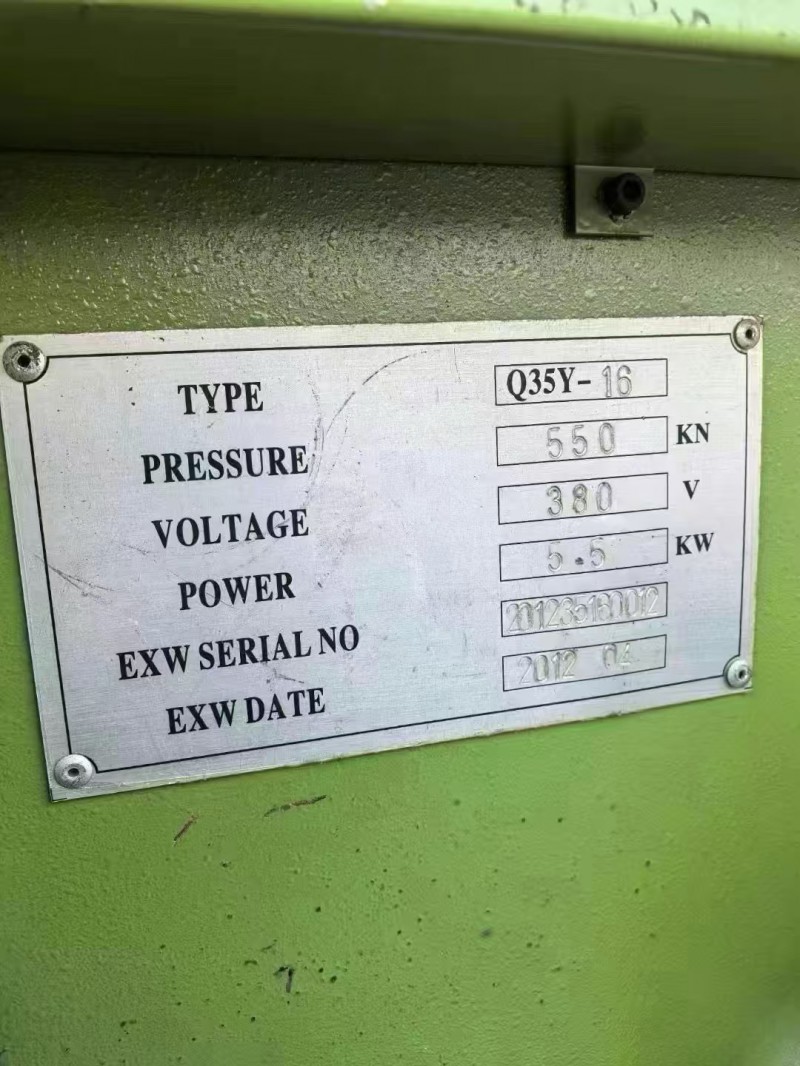 TYPE Q35Y-16
PRESSURE 550 KN
VOLTAGE 380 V
POWER 5.5 KW
EXW SERIAL NO 201235160012
EXW DATE 2012 04